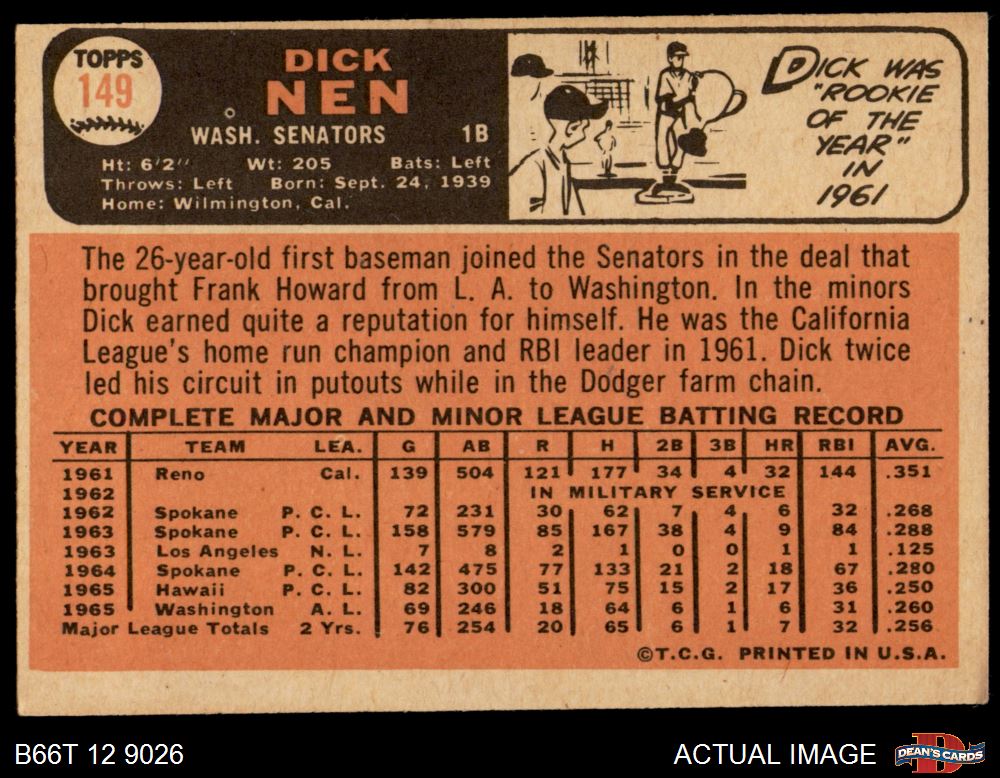 TOPPS
149
DICK
NEN
WASH. SENATORS 1B
Ht: 6'2" Wt: 205 Bats: Left
Throws: Left Born: Sept. 24, 1939
Home: Wilmington, Cal.
DICK WAS
"ROOKIE
OF THE
YEAR"
IN
1961
The 26-year-old first baseman joined the Senators in the deal that
brought Frank Howard from L. A. to Washington. In the minors
Dick earned quite a reputation for himself. He was the California
League's home run champion and RBI leader in 1961. Dick twice
led his circuit in putouts while in the Dodger farm chain.
COMPLETE MAJOR AND MINOR LEAGUE BATTING RECORD
YEAR TEAM LEA. G AB R H 2B 3B HR RBI AVG.
1961 Reno Cal. 139 504 121 177 34 4 32 144 .351
1962 IN MILITARY SERVICE
1962 Spokane P. C. L. 72 231 30 62 7 4 6 32 .268
1963 Spokane P. C. L. 158 579 85 167 38 4 9 84 .288
1963 Los Angeles N. L. 7 8 2 1 0 0 1 1 .125
1964 Spokane P. C. L. 142 475 77 133 21 2 18 67 .280
1965 Hawaii P. C. L. 82 300 51 75 15 2 17 36 .250
1965 Washington A. L. 69 246 18 64 6 1 6 31 .260
Major League Totals 2 Yrs. 76 254 20 65 6 1 7 32 .256
©T.C.G. PRINTED IN U.S.A.
B66T 12 9026
ACTUAL IMAGE
D
DEAN'S CARDS